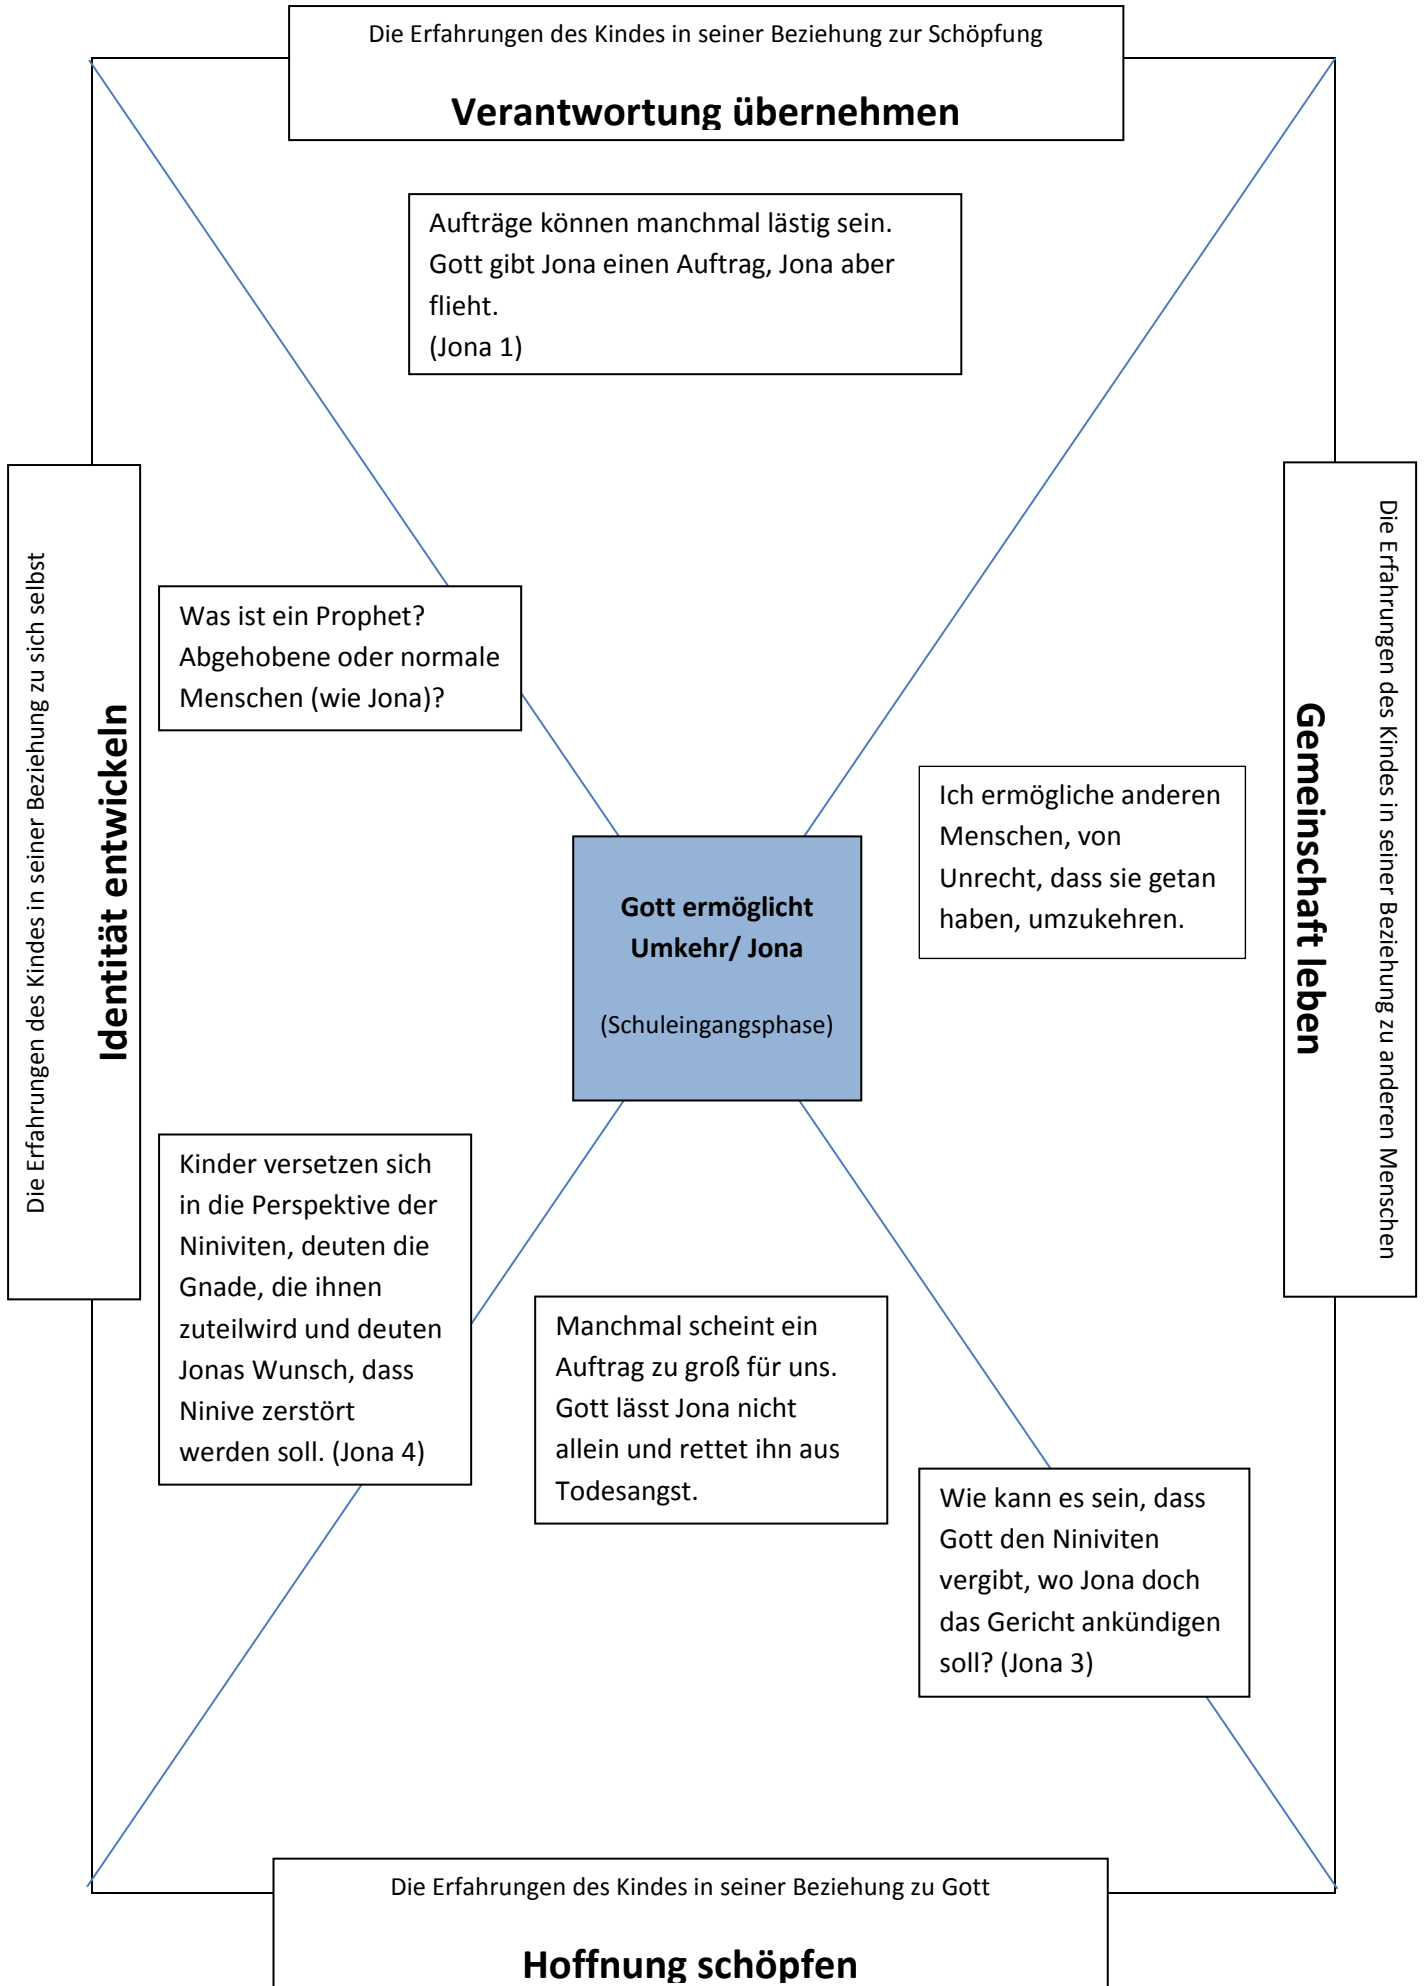 Die Erfahrungen des Kindes in seiner Beziehung zur Schöpfung
Verantwortung übernehmen
Aufträge können manchmal lästig sein.
Gott gibt Jona einen Auftrag, Jona aber
flieht.
(Jona 1)
Die Erfahrungen des Kindes in seiner Beziehung zu sich selbst
Identität entwickeln
Was ist ein Prophet?
Abgehobene oder normale
Menschen (wie Jona)?
Die Erfahrungen des Kindes in seiner Beziehung zu anderen Menschen
Gemeinschaft leben
Ich ermögliche anderen
Menschen, von
Unrecht, dass sie getan
haben, umzukehren.
Gott ermöglicht
Umkehr/ Jona
(Schuleingangsphase)
Kinder versetzen sich
in die Perspektive der
Niniviten, deuten die
Gnade, die ihnen
zuteilwird und deuten
Jonas Wunsch, dass
Ninive zerstört
werden soll. (Jona 4)
Manchmal scheint ein
Auftrag zu groß für uns.
Gott lässt Jona nicht
allein und rettet ihn aus
Todesangst.
Wie kann es sein, dass
Gott den Niniviten
vergibt, wo Jona doch
das Gericht ankündigen
soll? (Jona 3)
Die Erfahrungen des Kindes in seiner Beziehung zu Gott
Hoffnung schöpfen